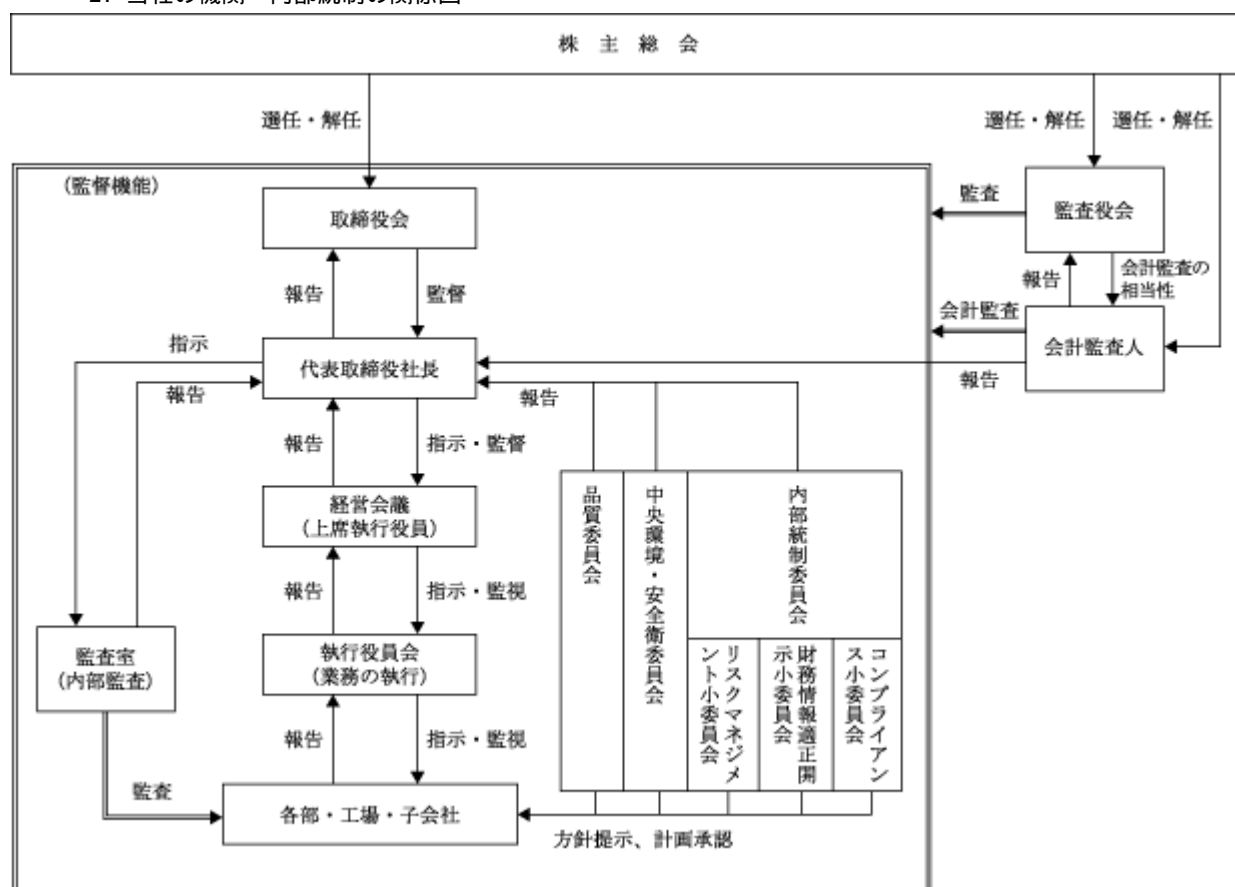 2. 当社の機関・内部統制の関係図
株主総会
選任・解任
選任・解任
選任・解任
(監督機能)
取締役会
監査
監査役会
報告
監督
報告
会計監査の
相当性
会計監査
会計監査人
指示
代表取締役社長
報告
報告
報告
報告
指示・監督
経営会議
(上席執行役員)
品質委員会
中央環境・安全衛委員会
内部統制委員会
報告
指示・監視
監査室
(内部監査)
執行役員会
(業務の執行)
リスクマネジメ
ント小委員会
財務情報適正開
示小委員会
コンプライアン
ス小委員会
報告
指示・監視
監査
各部・工場・子会社
方針提示、計画承認